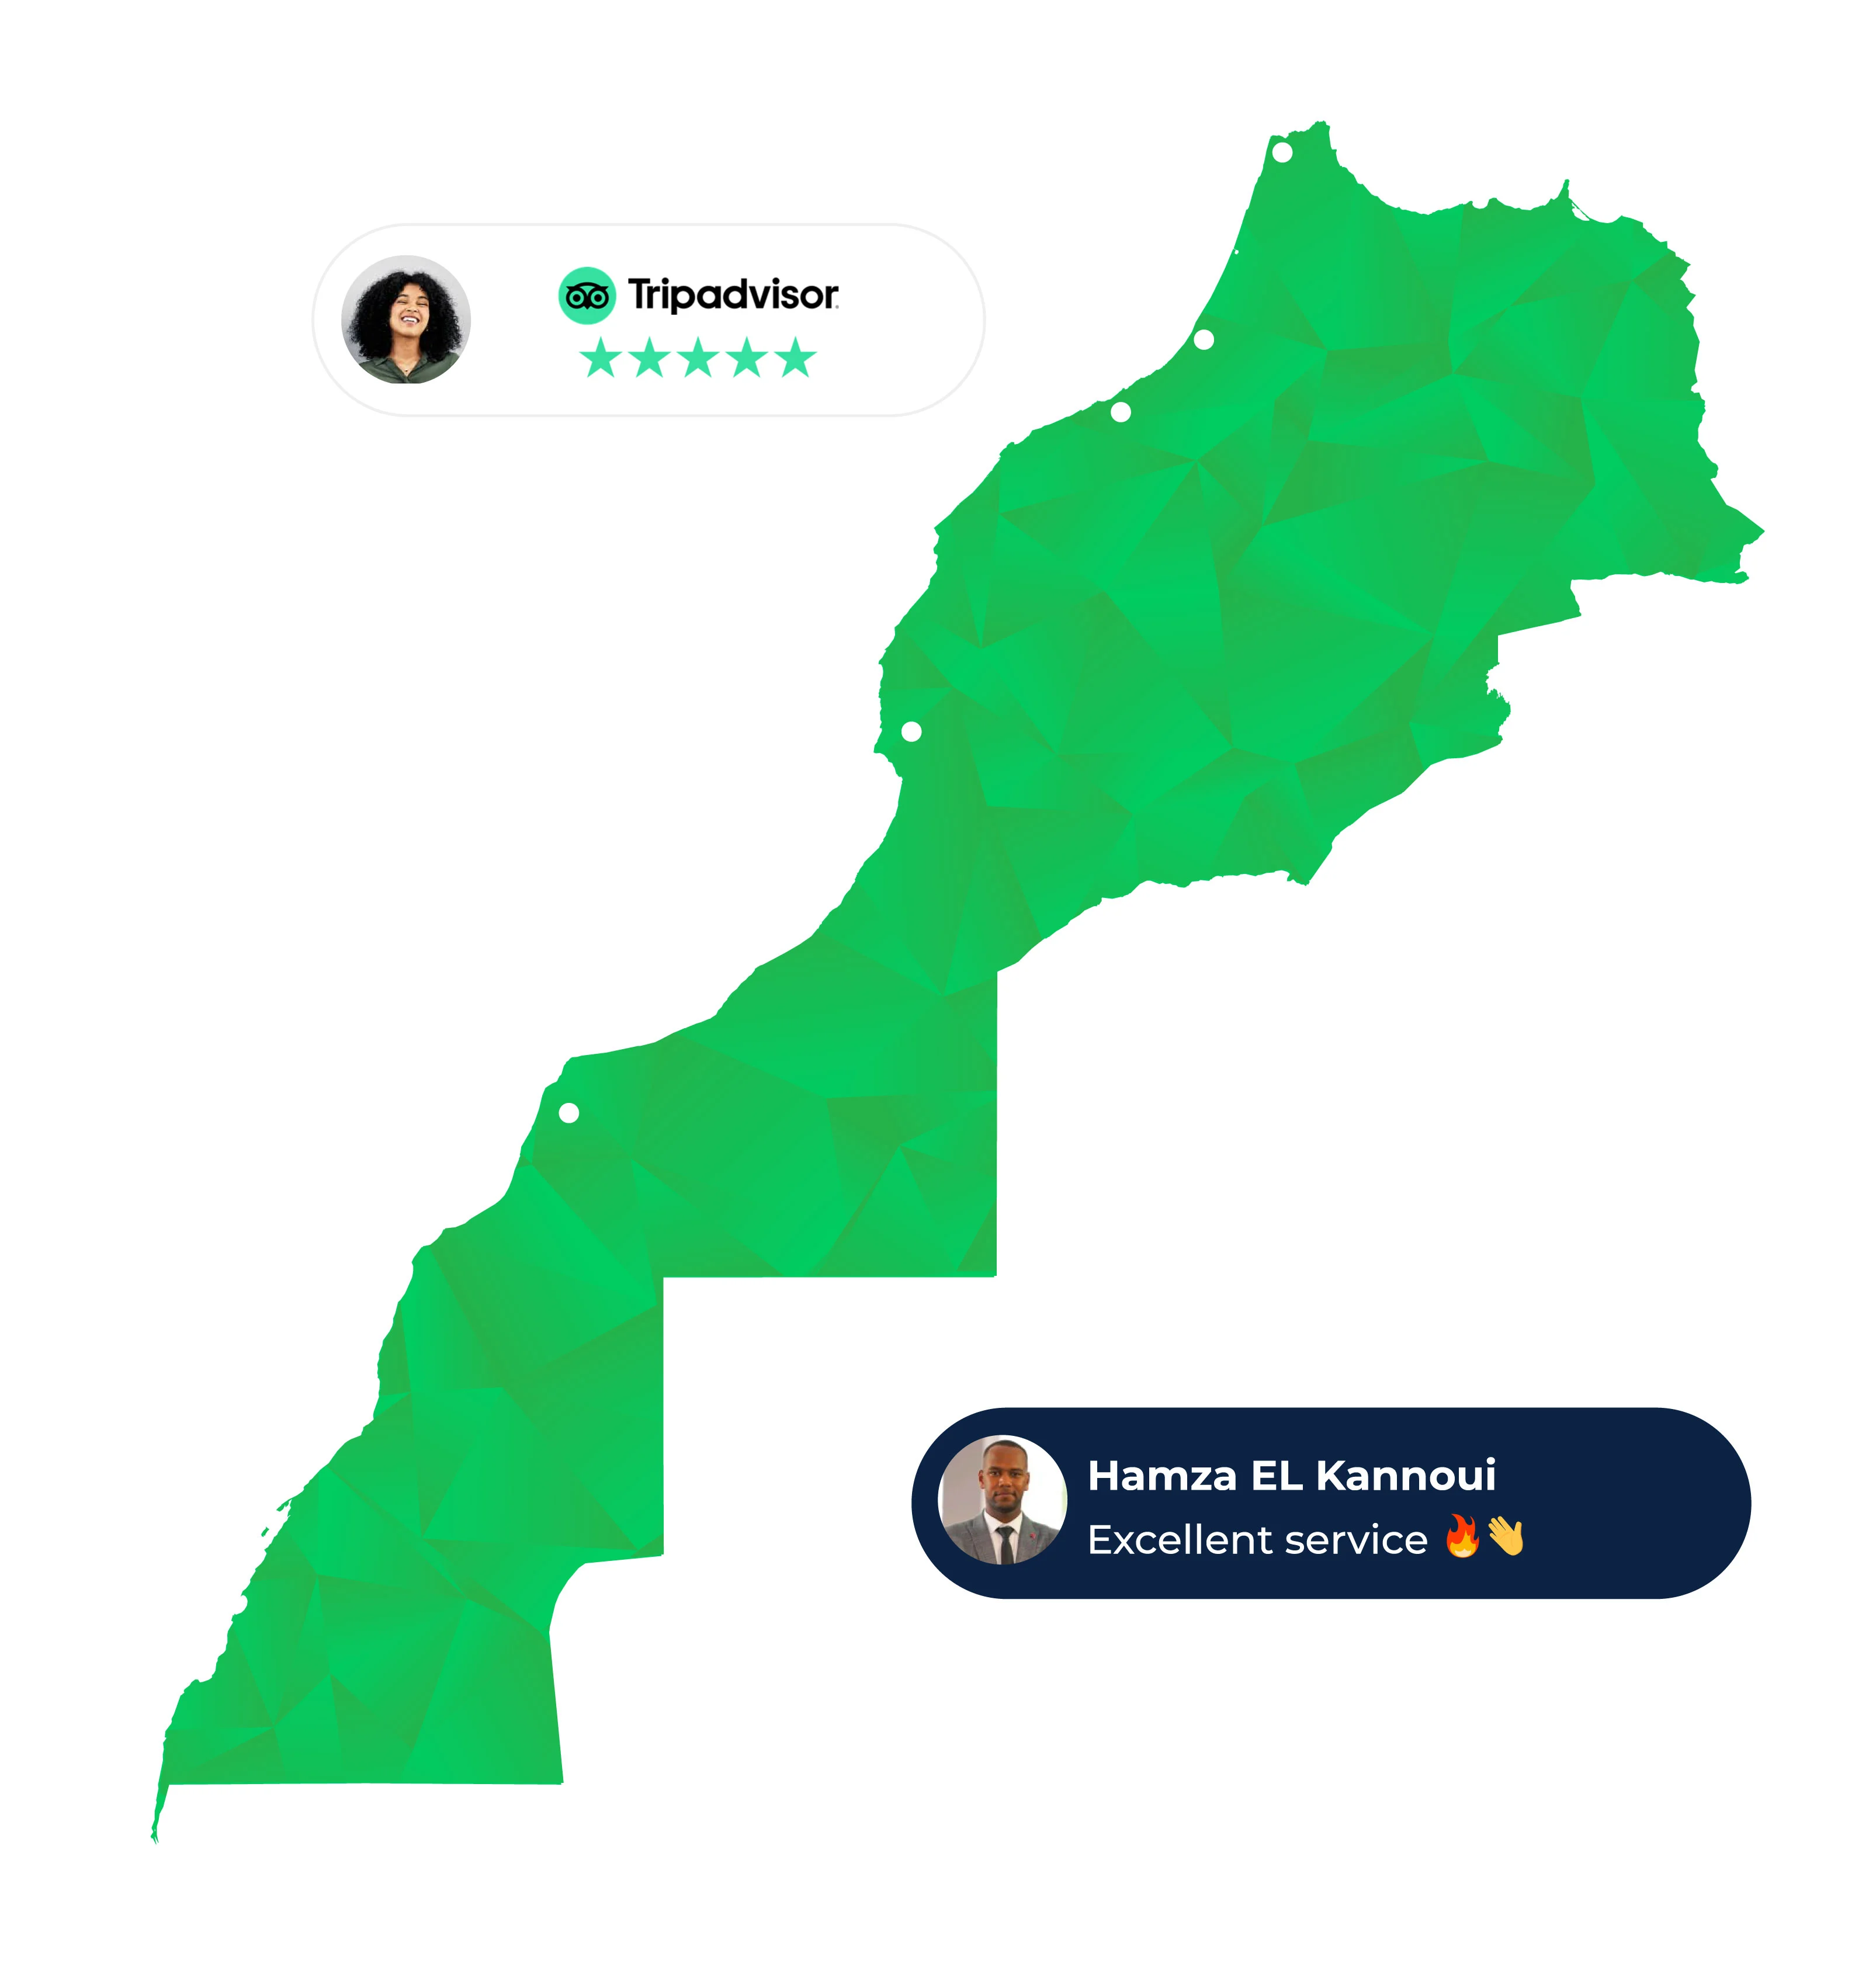 Tripadvisor
Hamza EL Kannoui
Excellent service 🔥👋